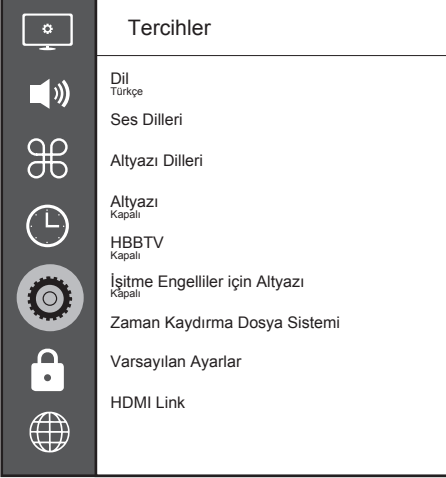 Tercihler
Dil
Türkçe
Ses Dilleri
Altyazı Dilleri
Altyazı
Kapalı
HBBTV
Kapalı
İşitme Engelliler için Altyazı
Kapalı
Zaman Kaydırma Dosya Sistemi
Varsayılan Ayarlar
HDMI Link